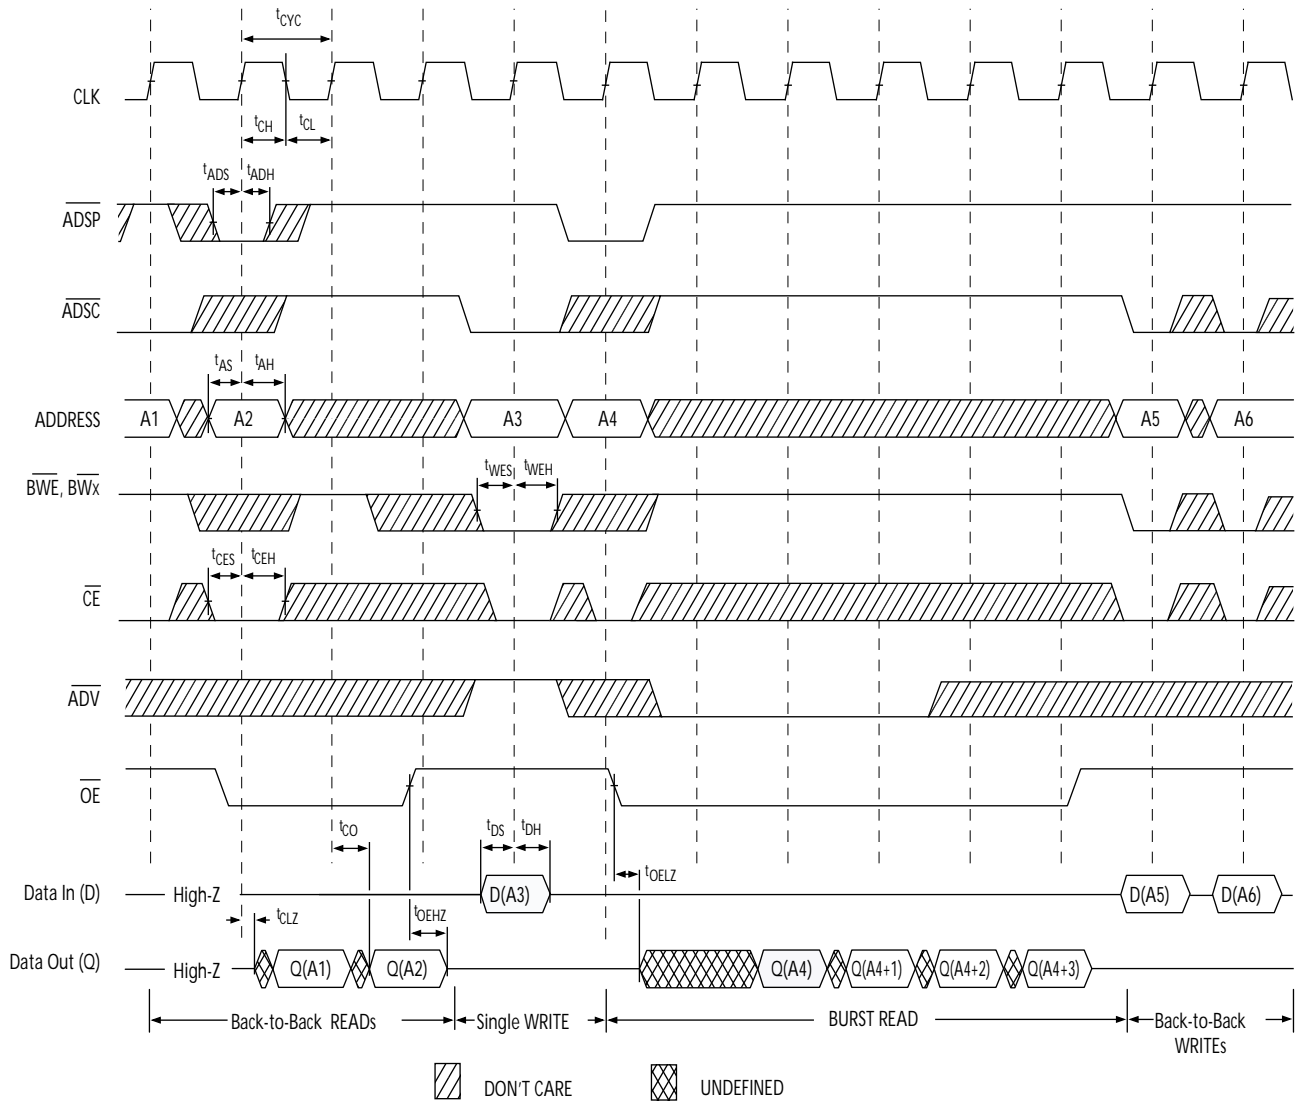 tCYC
CLK
tCH tCL
tADS tADH
ADSP
ADSC
tAS tAH
ADDRESS A1 A2 A3 A4 A5 A6
tWES tWEH
BWE, BWx
tCES tCEH
CE
ADV
OE
tCO tDS tDH
tOELZ
Data In (D) High-Z D(A3) D(A5) D(A6)
tCLZ tOEHZ
Data Out (Q) High-Z Q(A1) Q(A2) Q(A4) Q(A4+1) Q(A4+2) Q(A4+3)
Back-to-Back READs Single WRITE BURST READ Back-to-Back
WRITEs
DON'T CARE UNDEFINED